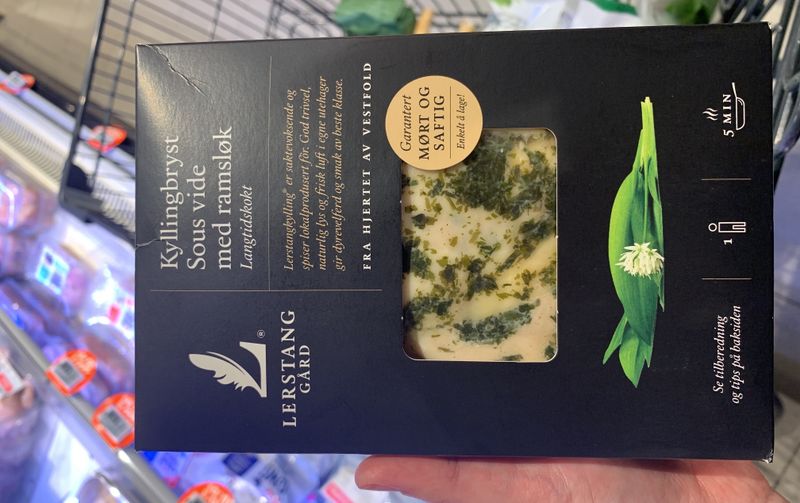 Kyllingbryst
Sous vide
med ramsløk
Langtidskokt
Lerstangkylling® er saktevoksende og
spiser lokalprodusert fôr. God trivsel,
naturlig lys og frisk luft i egne utehager
gir dyrevelferd og smak av beste klasse.
FRA HJERTET AV VESTFOLD
L®
LERSTANG
GÅRD
Garantert
MØRT OG
SAFTIG
Enkelt å lage!
Se tilberedning
og tips på baksiden
1
5 MIN